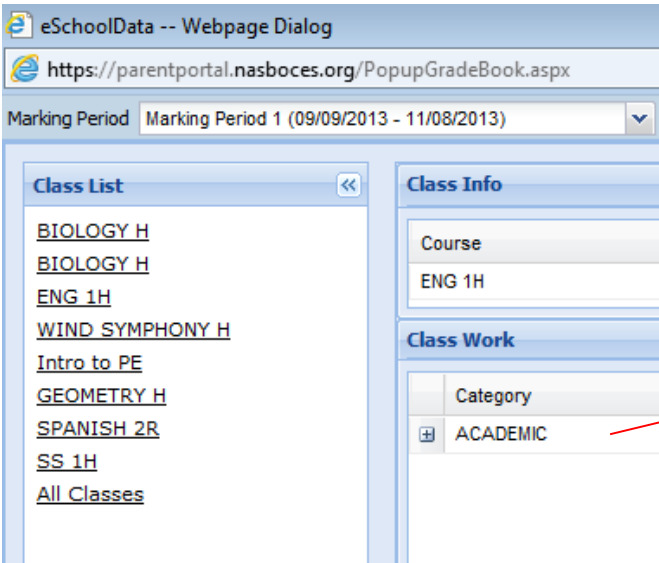 eSchoolData -- Webpage Dialog
https://parentportal.nasboces.org/PopupGradeBook.aspx
Marking Period Marking Period 1 (09/09/2013 - 11/08/2013)
Class List
BIOLOGY H
BIOLOGY H
ENG 1H
WIND SYMPHONY H
Intro to PE
GEOMETRY H
SPANISH 2R
SS 1H
All Classes
Class Info
Course
ENG 1H
Class Work
Category
ACADEMIC